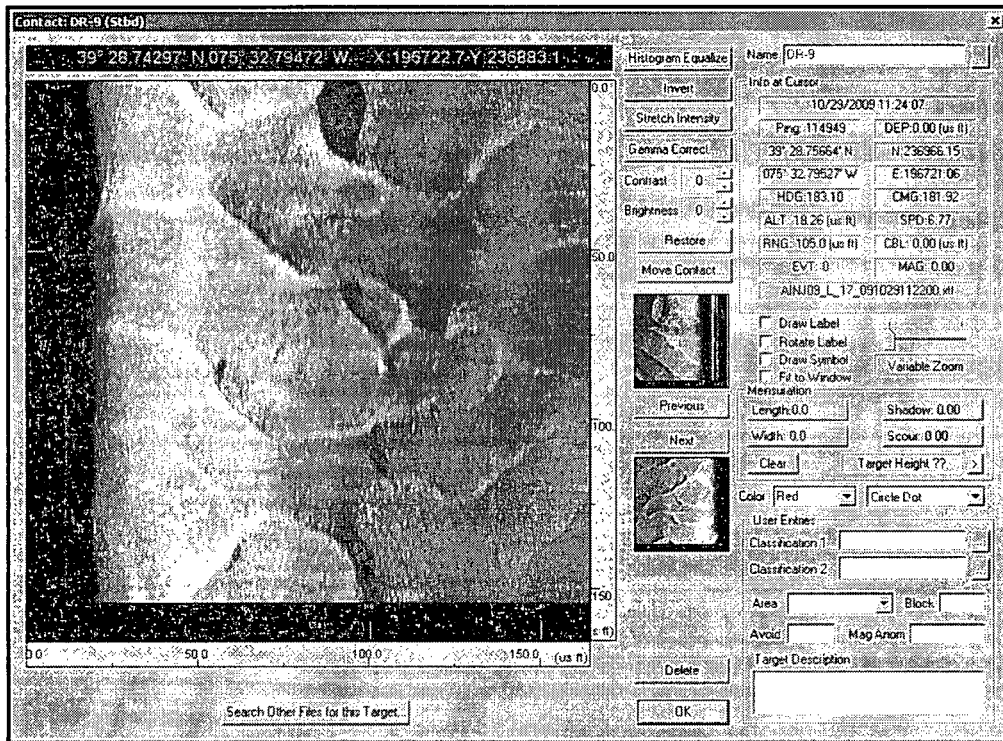 Contact: DR-9 (Stbd)
39° 28.74297' N 075° 32.79472' W X:196722.7 Y:236883.1
0.0
50.0
100.
150
s ft)
0.0 50.0 100.0 150.0 (us ft)
Search Other Files for this Target...
Histogram Equalize
Invert
Stretch Intensity
Gamma Correct...
Contrast 0
Brightness 0
Restore
Move Contact...
Previous
Next
Delete
OK
Name DR-9
Info at Cursor
10/29/2009 11:24:07
Ping: 114949 DEP:0.00 (us ft)
39° 28.75664' N N:236966.15
075° 32.79527' W E:196721.06
HDG:183.10 CMG:181.92
ALT: 18.26 (us ft) SPD:6.77
RNG: 105.0 (us ft) CBL: 0.00 (us ft)
EVT: 0 MAG: 0.00
AINJ09_L_17_091029112200.xtf
Draw Label
Rotate Label
Draw Symbol
Fit to Window
Variable Zoom
Mensuration
Length:0.0 Shadow: 0.00
Width: 0.0 Scour: 0.00
Clear Target Height ?? >
Color Red Circle Dot
User Entries
Classification 1
Classification 2
Area Block
Avoid Mag Anom
Target Description